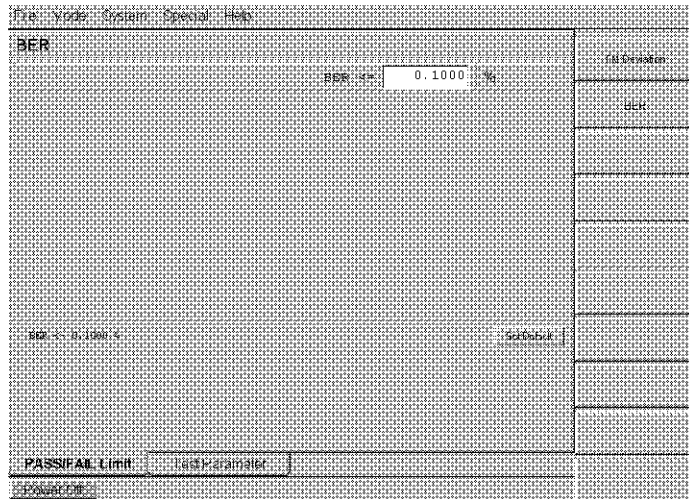 File Mode System Special Help
BER
FM Deviation
BER <= 0.1000 %
BER
BER <= 0.1000 %
Set Default
PASS/FAIL Limit Test Parameter
Power Off